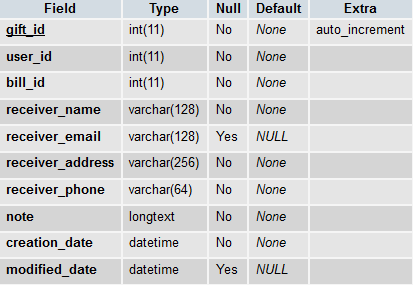 Field Type Null Default Extra
gift_id int(11) No None auto_increment
user_id int(11) No None
bill_id int(11) No None
receiver_name varchar(128) No None
receiver_email varchar(128) Yes NULL
receiver_address varchar(256) No None
receiver_phone varchar(64) No None
note longtext No None
creation_date datetime No None
modified_date datetime Yes NULL